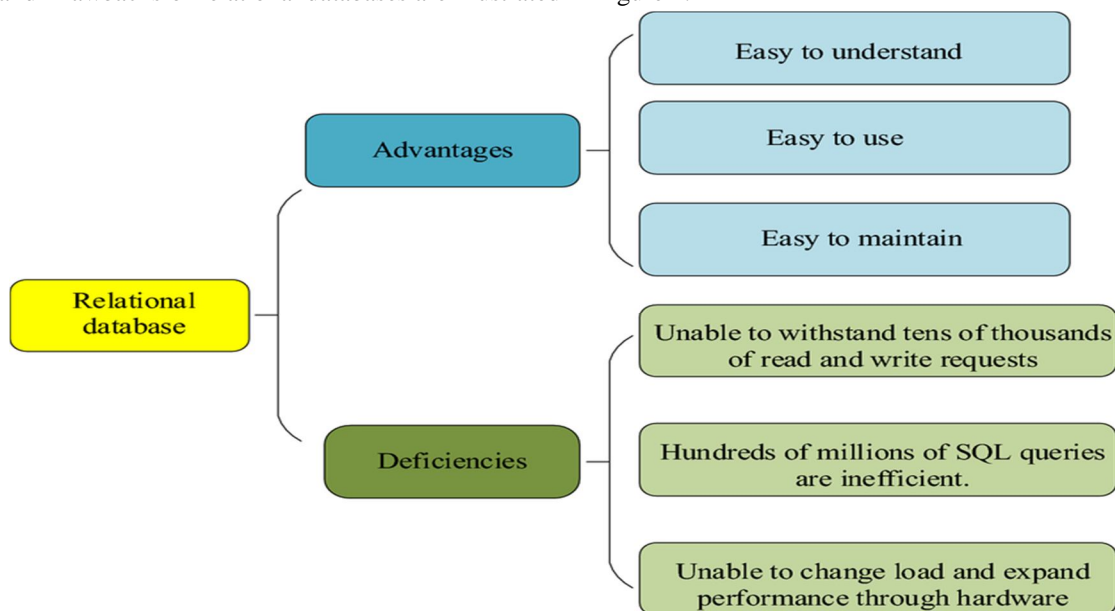 Easy to understand
Advantages
Easy to use
Easy to maintain
Relational
database
Unable to withstand tens of thousands
of read and write requests
Deficiencies
Hundreds of millions of SQL queries
are inefficient.
Unable to change load and expand
performance through hardware